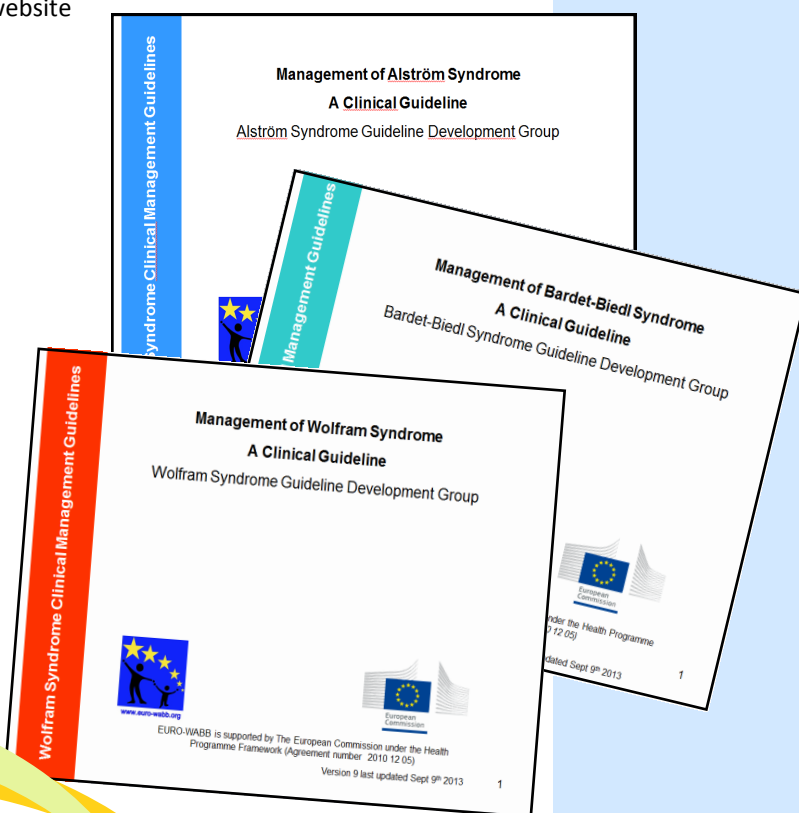 website
Management of Alström Syndrome
A Clinical Guideline
Alström Syndrome Guideline Development Group
Syndrome Clinical Management Guidelines
Management of Bardet-Biedl Syndrome
A Clinical Guideline
Bardet-Biedl Syndrome Guideline Development Group
Management Guidelines
European
Commission
under the Health Programme
12 05)
updated Sept 9th 2013
1
Management of Wolfram Syndrome
A Clinical Guideline
Wolfram Syndrome Guideline Development Group
Wolfram Syndrome Clinical Management Guidelines
www.euro-wabb.org
European
Commission
EURO-WABB is supported by The European Commission under the Health
Programme Framework (Agreement number 2010 12 05)
Version 9 last updated Sept 9th 2013
1